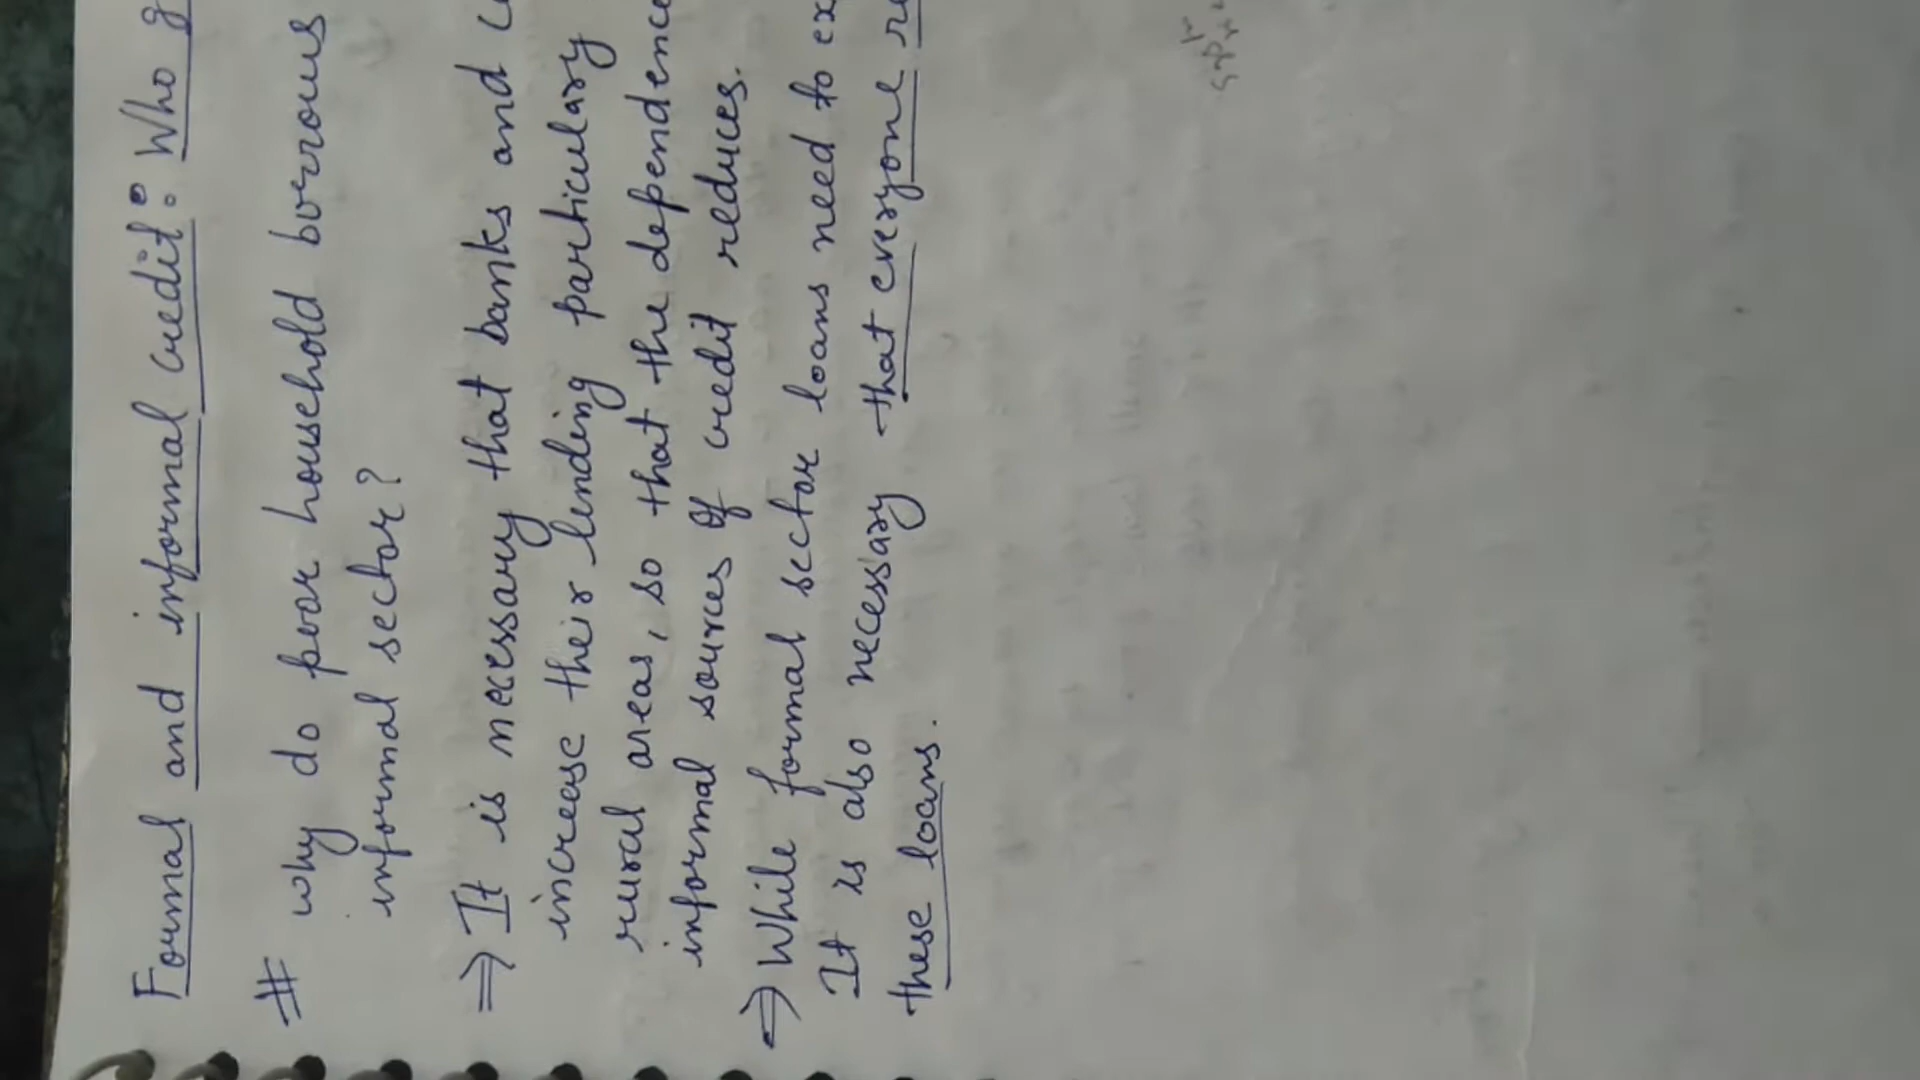 Formal and informal credit: Who
# why do poor household borrows
informal sector?
⇒ It is necessary that banks and
increase their lending particulary
rural areas, so that the dependence
informal sources of credit reduces.
⇒ While formal sector loans need to
It is also necessary that everyone
these loans.